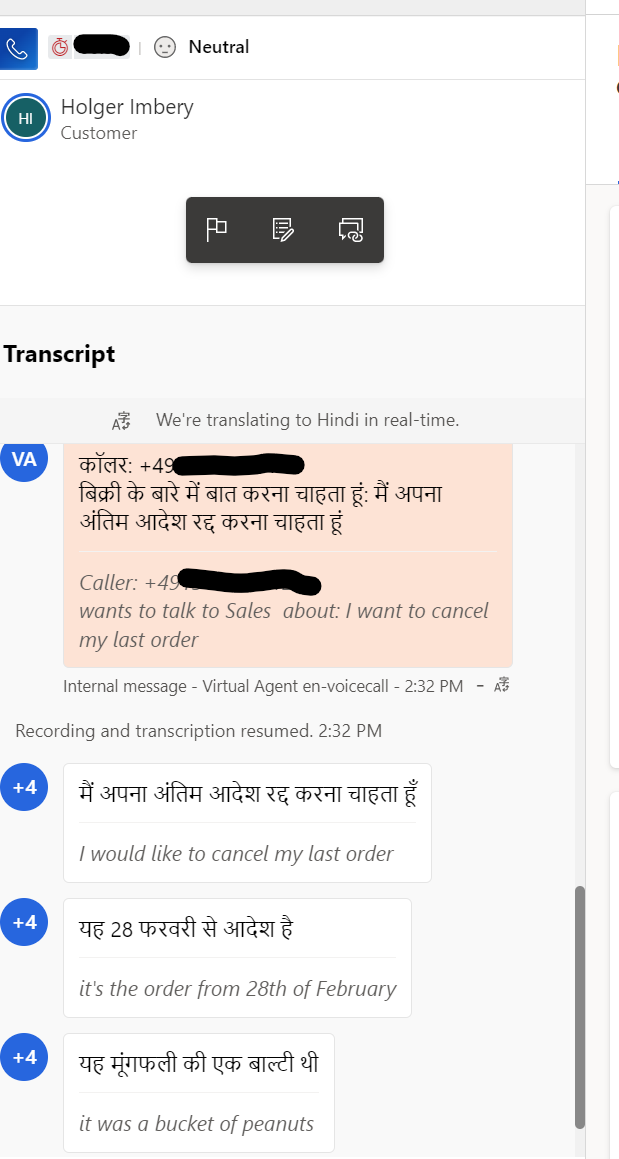 Neutral
HI
Holger Imbery
Customer
Transcript
We're translating to Hindi in real-time.
VA
कॉलर: +49
बिक्री के बारे में बात करना चाहता हूं: मैं अपना
अंतिम आदेश रद्द करना चाहता हूं
Caller: +49
wants to talk to Sales about: I want to cancel
my last order
Internal message - Virtual Agent en-voicecall - 2:32 PM -
Recording and transcription resumed. 2:32 PM
+4
मैं अपना अंतिम आदेश रद्द करना चाहता हूँ
I would like to cancel my last order
+4
यह 28 फरवरी से आदेश है
it's the order from 28th of February
+4
यह मूंगफली की एक बाल्टी थी
it was a bucket of peanuts